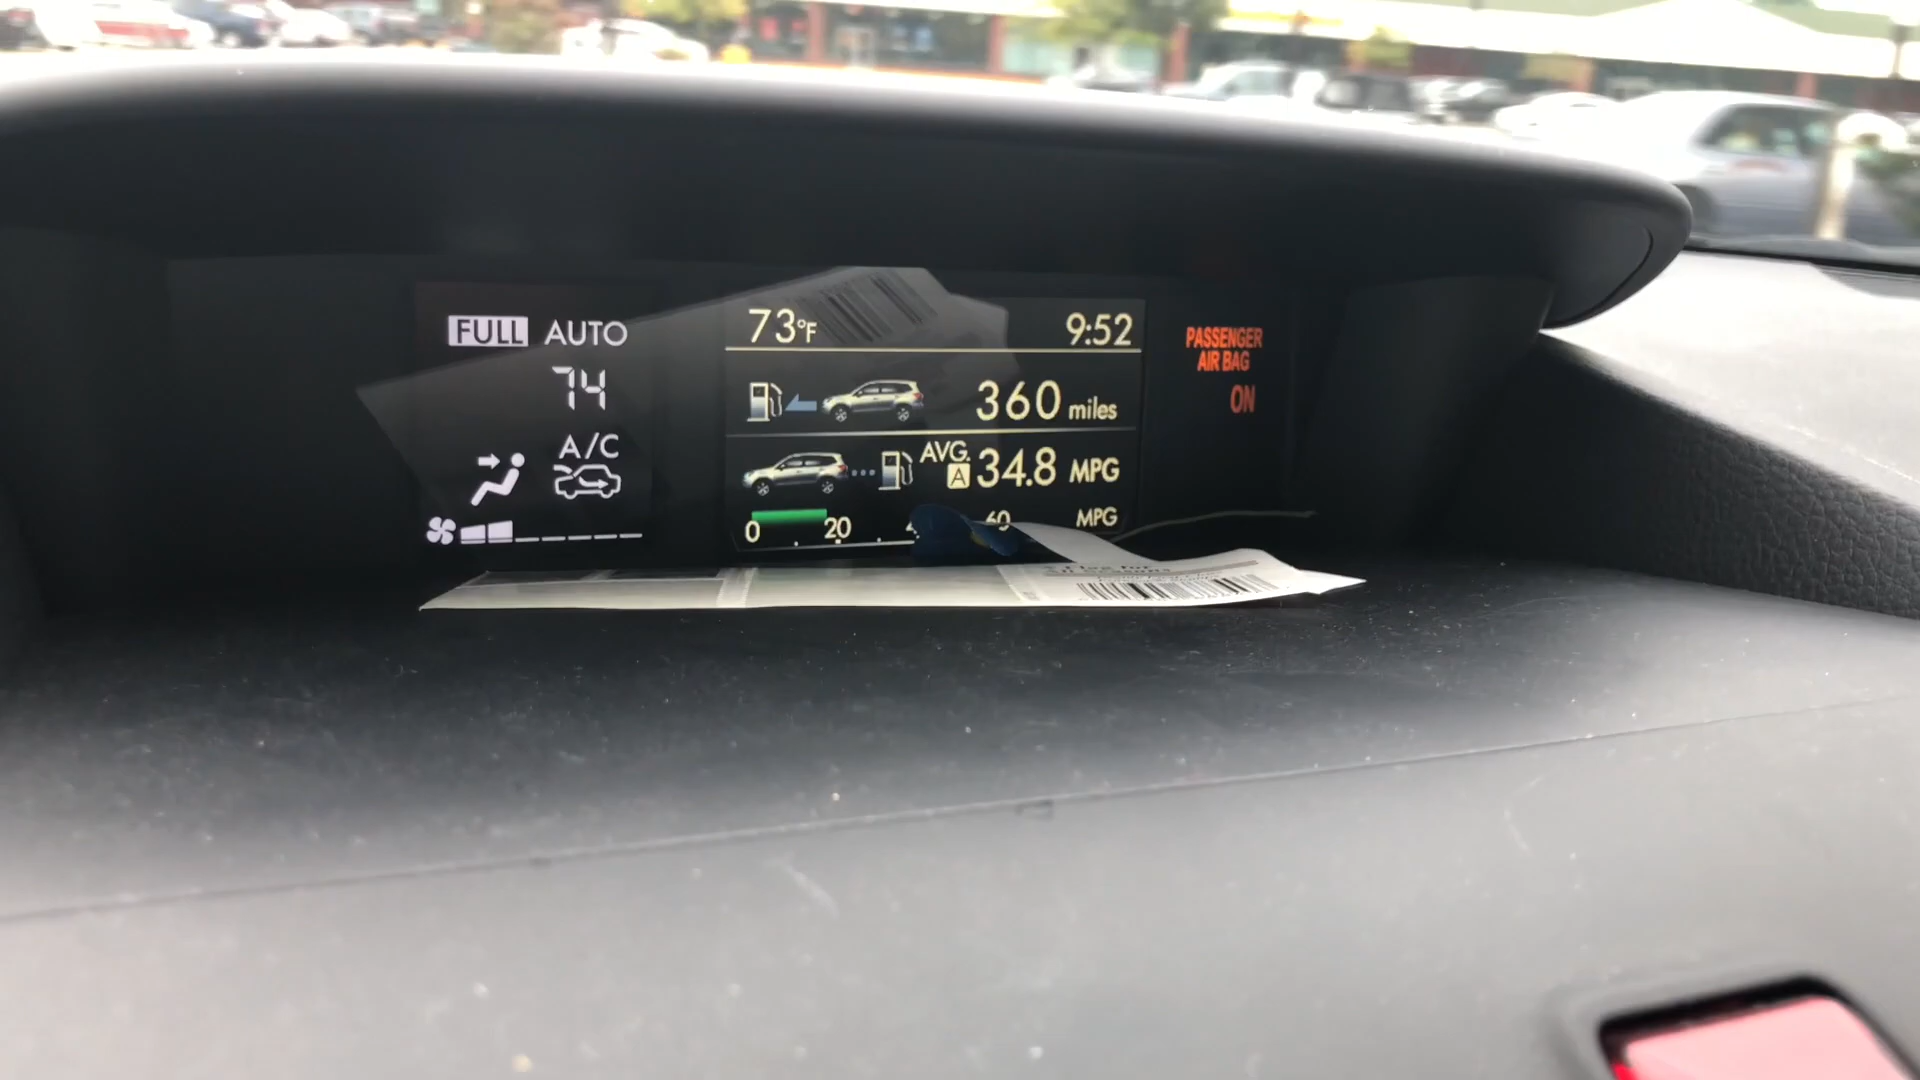 FULL AUTO
74
A/C
73°F 9:52
360 miles
AVG.
A 34.8 MPG
0 20 60 MPG
PASSENGER
AIR BAG
ON